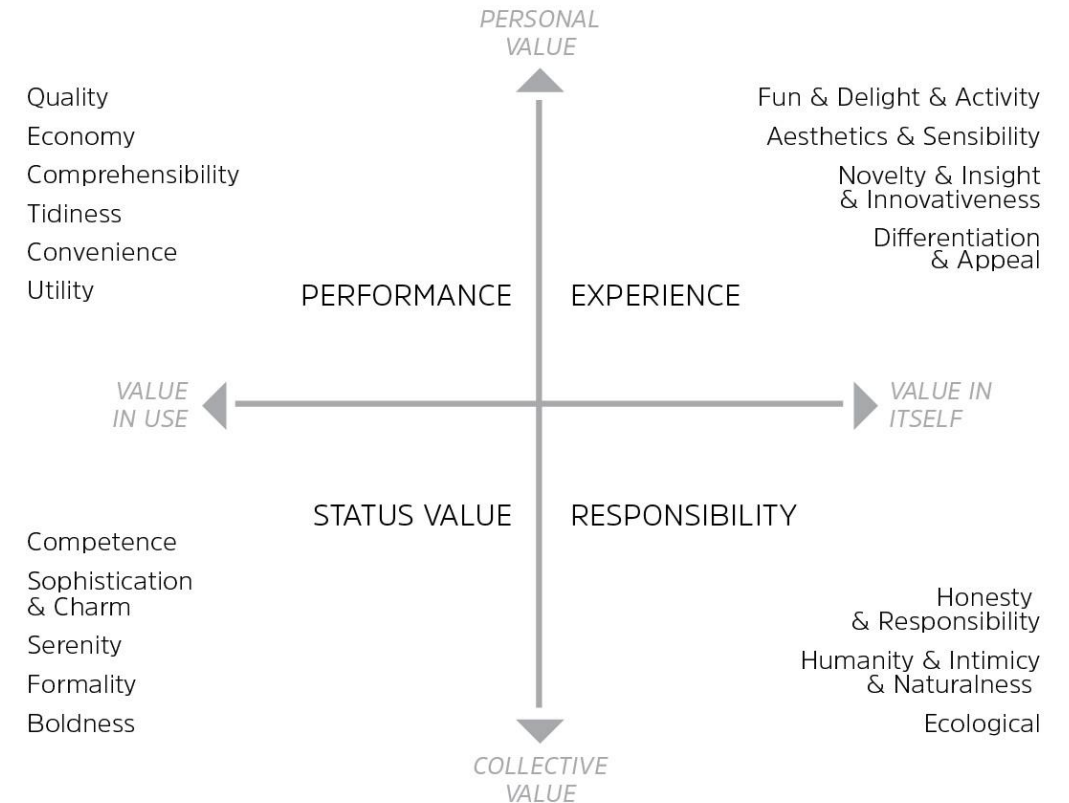 PERSONAL
VALUE
Quality
Economy
Comprehensibility
Tidiness
Convenience
Utility
Fun & Delight & Activity
Aesthetics & Sensibility
Novelty & Insight
& Innovativeness
Differentiation
& Appeal
PERFORMANCE
EXPERIENCE
VALUE
IN USE
VALUE IN
ITSELF
STATUS VALUE
RESPONSIBILITY
Competence
Sophistication
& Charm
Serenity
Formality
Boldness
Honesty
& Responsibility
Humanity & Intimicy
& Naturalness
Ecological
COLLECTIVE
VALUE